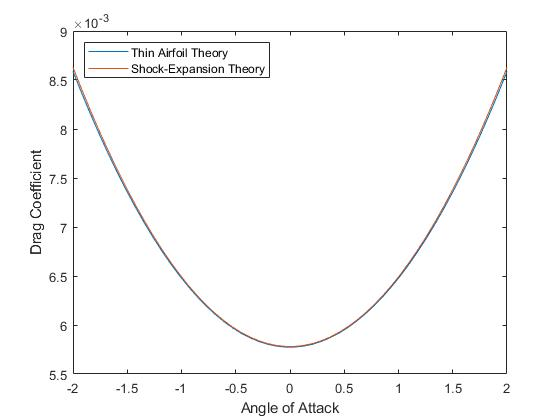 ×10⁻³
9
Thin Airfoil Theory
Shock-Expansion Theory
8.5
8
7.5
7
6.5
6
5.5
Drag Coefficient
-2 -1.5 -1 -0.5 0 0.5 1 1.5 2
Angle of Attack